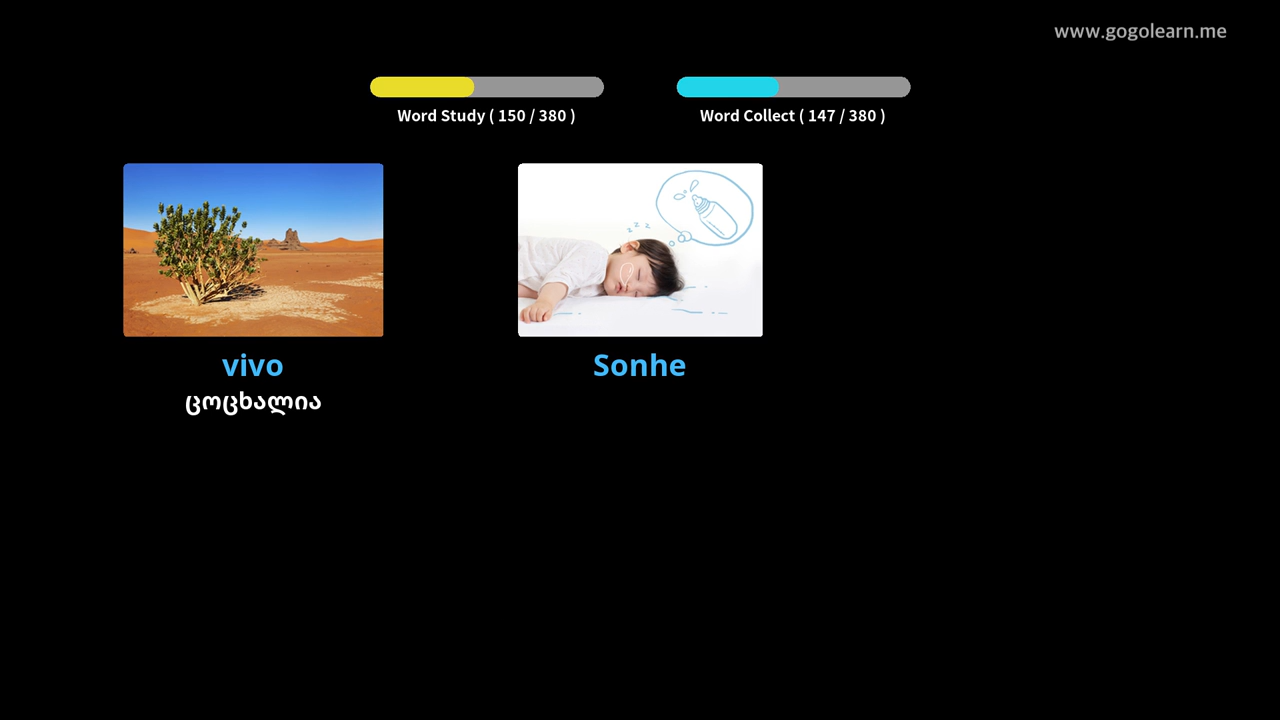 www.gogolearn.me
Word Study ( 150 / 380 )
Word Collect ( 147 / 380 )
vivo
ცოცხალია
Sonhe